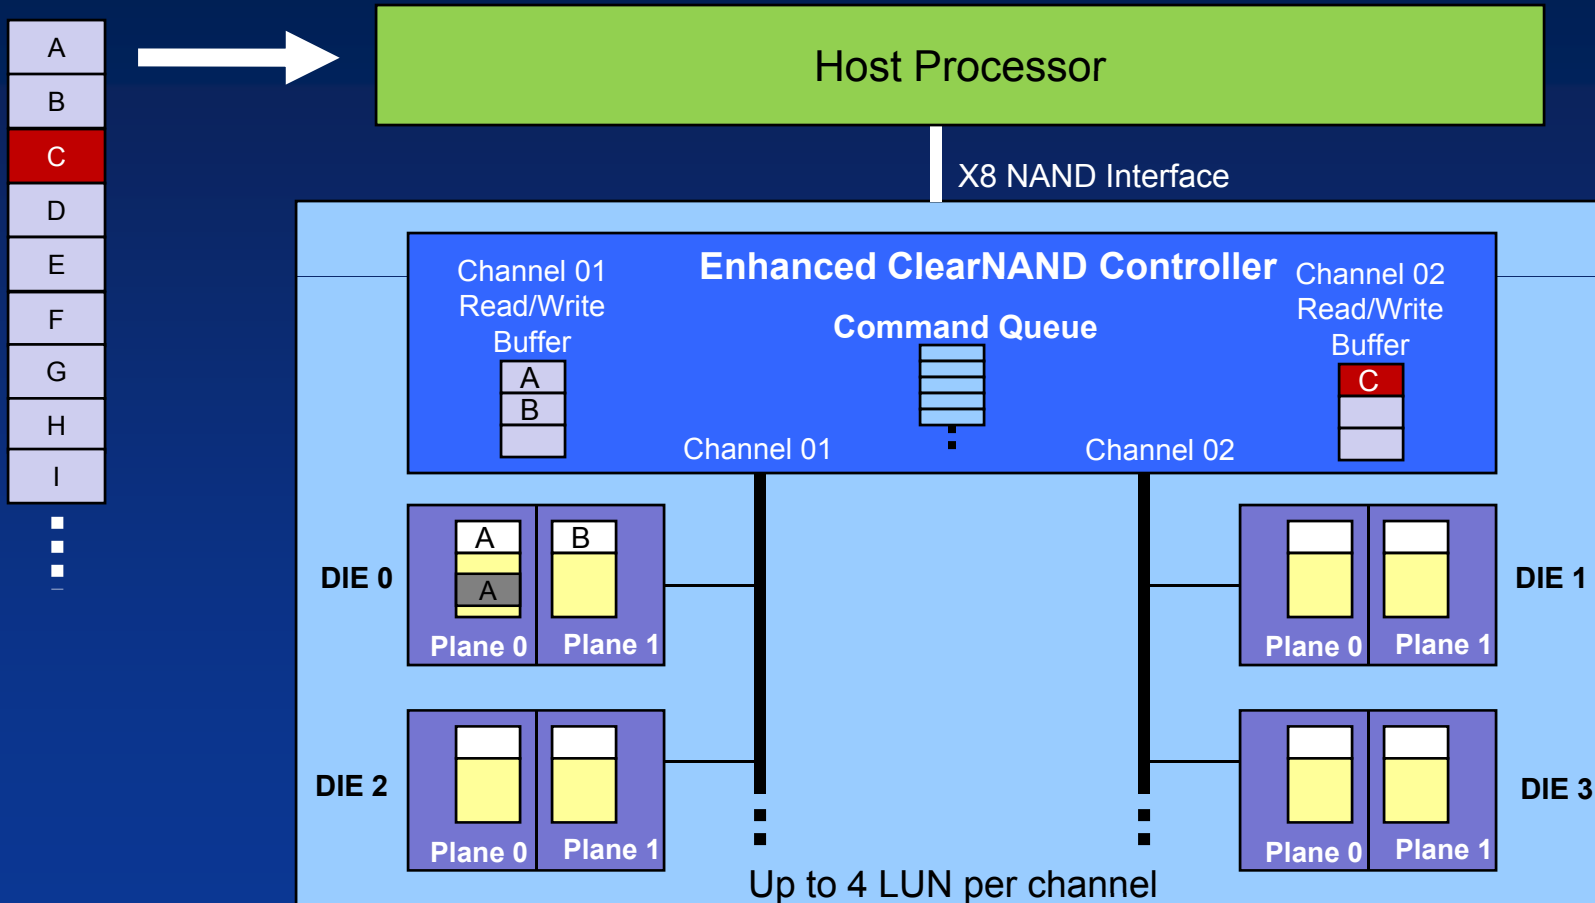 A
B
C
D
E
F
G
H
I
Host Processor
X8 NAND Interface
Enhanced ClearNAND Controller
Channel 01
Read/Write
Buffer
A
B
Command Queue
Channel 02
Read/Write
Buffer
C
Channel 01
Channel 02
DIE 0
A
A
Plane 0
B
Plane 1
Plane 0
Plane 1
DIE 1
DIE 2
Plane 0
Plane 1
Plane 0
Plane 1
DIE 3
Up to 4 LUN per channel